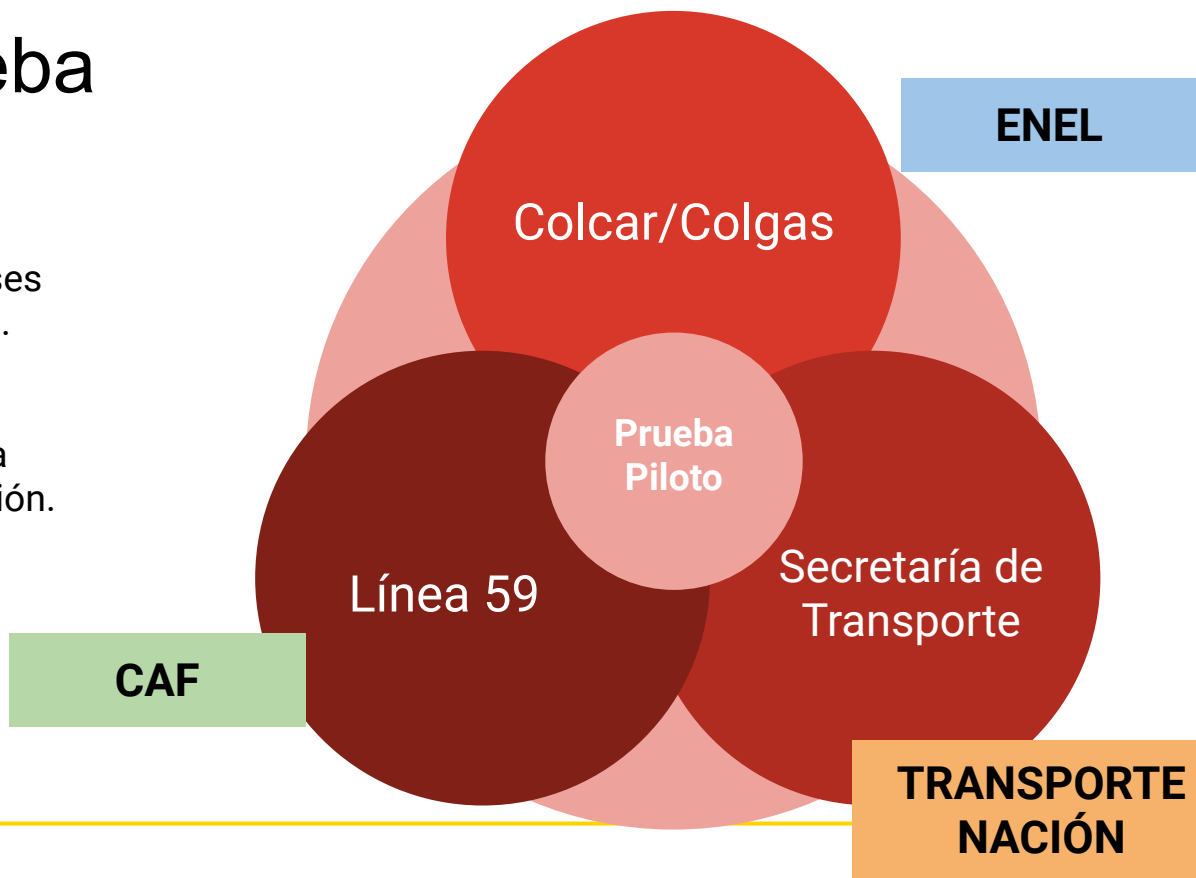 eba
ses
.
a
ión.
ENEL
Colcar/Colgas
Prueba
Piloto
Línea 59
Secretaría de
Transporte
CAF
TRANSPORTE
NACIÓN